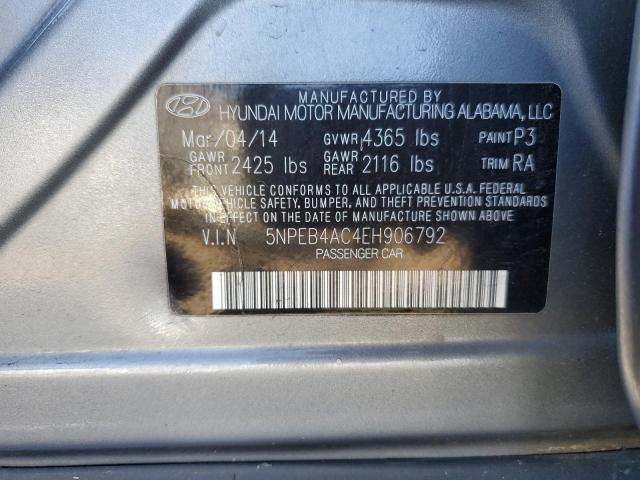 MANUFACTURED BY
HYUNDAI MOTOR MANUFACTURING ALABAMA, LLC
Mar/04/14 GVWR 4365 lbs PAINT P3
GAWR FRONT 2425 lbs GAWR REAR 2116 lbs TRIM RA
THIS VEHICLE CONFORMS TO ALL APPLICABLE U.S.A. FEDERAL
MOTOR VEHICLE SAFETY, BUMPER, AND THEFT PREVENTION
STANDARDS IN EFFECT ON THE DATE OF MANUFACTURE SHOWN ABOVE.
V.I.N 5NPEB4AC4EH906792
PASSENGER CAR